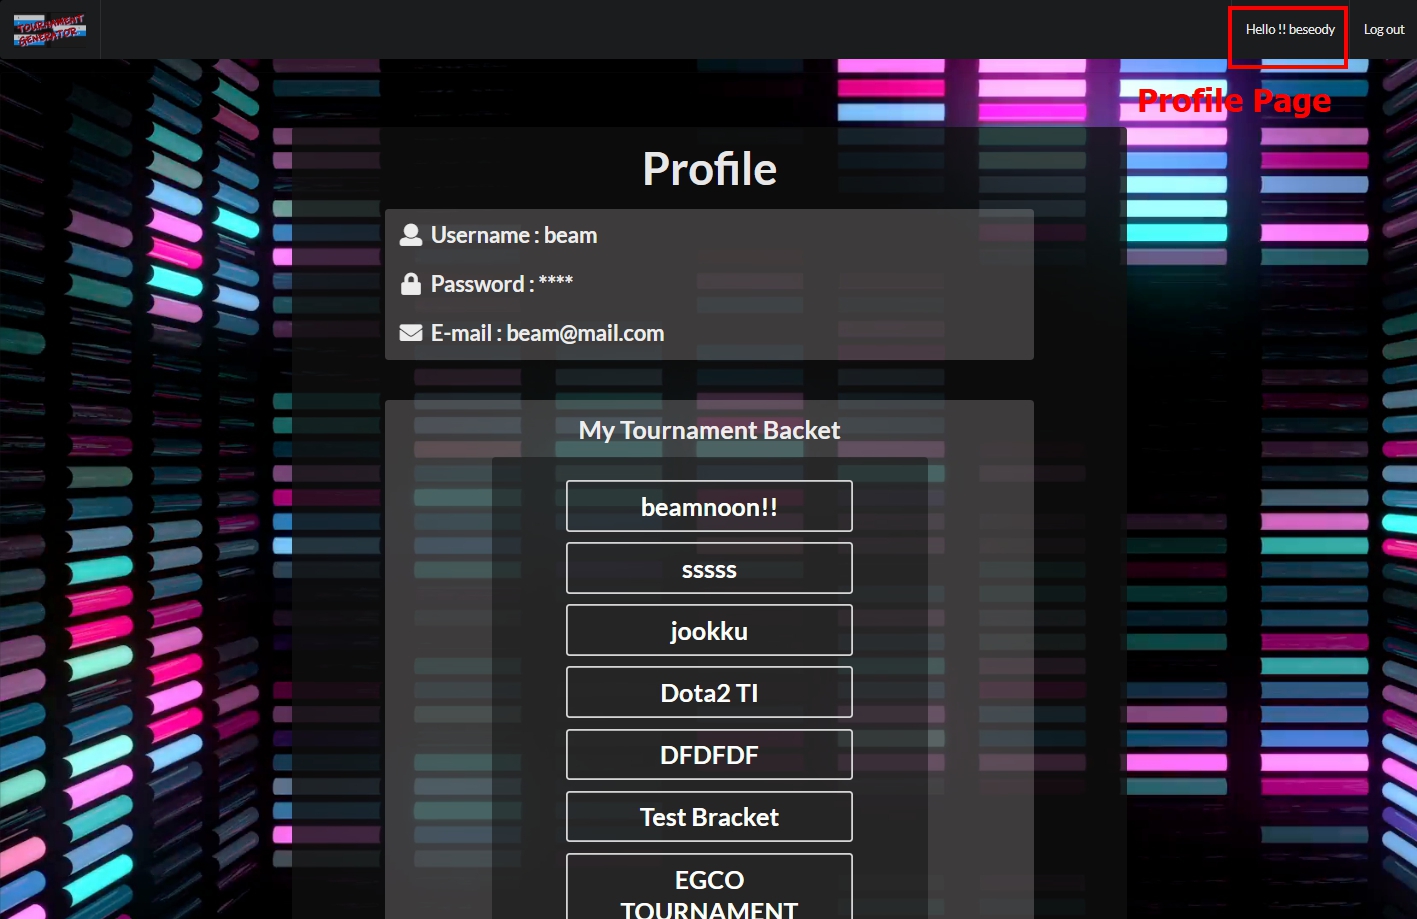 TOURNAMENT
GENERATOR
Hello !! beseody
Log out
Profile Page
Profile
Username : beam
Password : ****
E-mail : beam@mail.com
My Tournament Backet
beamnoon!!
sssss
jookku
Dota2 TI
DFDFDF
Test Bracket
EGCO
TOURNAMENT